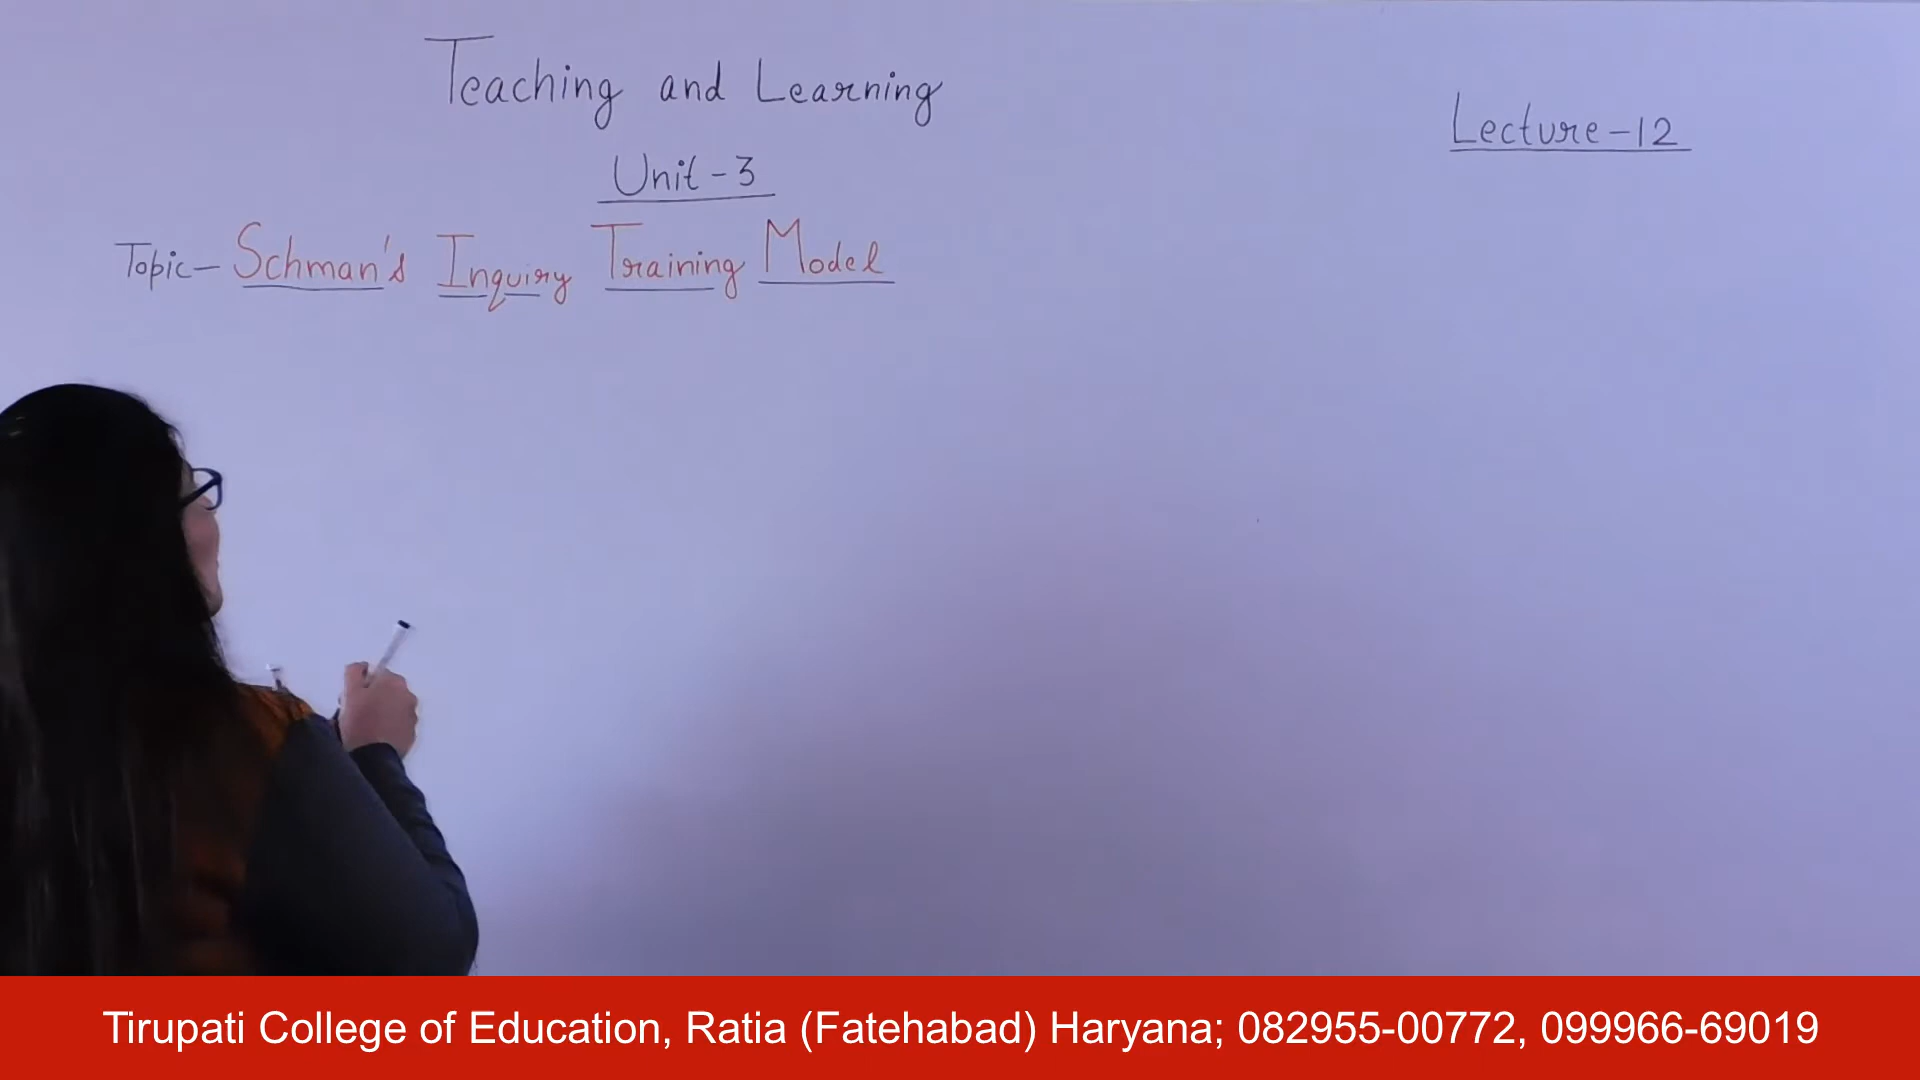 Teaching and Learning
Lecture-12
Unit-3
Topic- Schman's Inquiry Training Model
Tirupati College of Education, Ratia (Fatehabad) Haryana; 082955-00772, 099966-69019